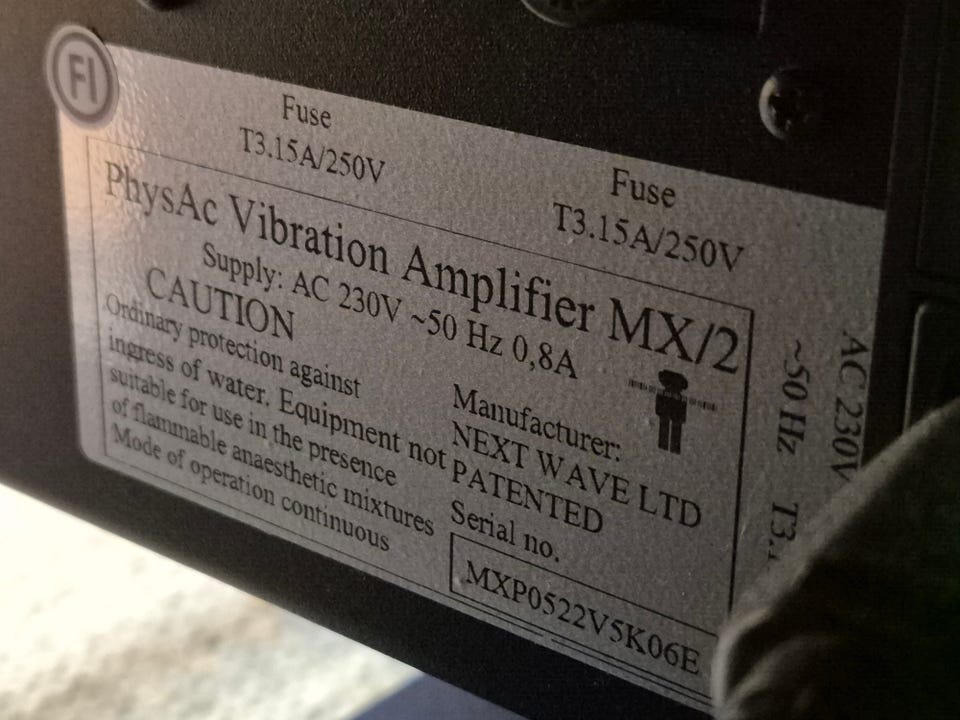 FI
Fuse
T3.15A/250V
Fuse
T3.15A/250V
PhysAc Vibration Amplifier MX/2
Supply: AC 230V ~50 Hz 0,8A
CAUTION
Ordinary protection against
ingress of water. Equipment not
suitable for use in the presence
of flammable anaesthetic mixtures
Mode of operation continuous
Manufacturer:
NEXT WAVE LTD
PATENTED
Serial no.
MXP0522V5K06E
AC 230V
~50 Hz